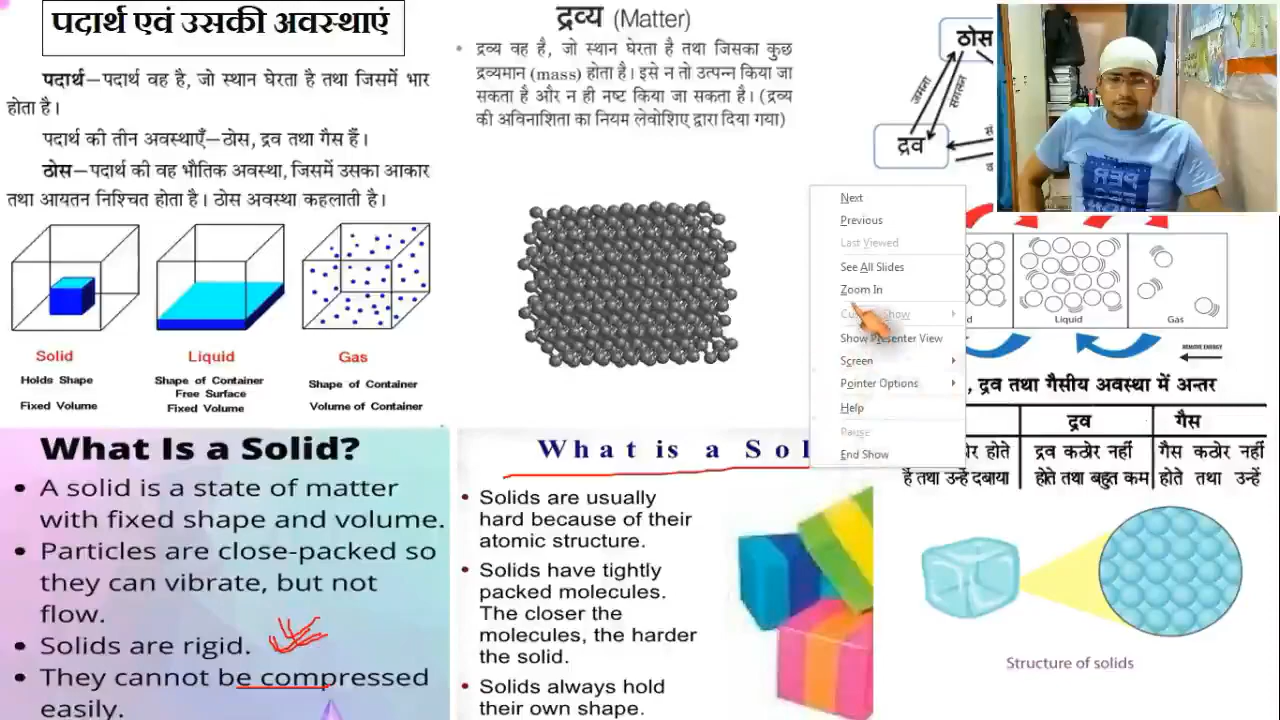 पदार्थ एवं उसकी अवस्थाएं
पदार्थ–पदार्थ वह है, जो स्थान घेरता है तथा जिसमें भार
होता है।
पदार्थ की तीन अवस्थाएँ–ठोस, द्रव तथा गैस हैं।
ठोस–पदार्थ की वह भौतिक अवस्था, जिसमें उसका आकार
तथा आयतन निश्चित होता है। ठोस अवस्था कहलाती है।
Solid
Holds Shape
Fixed Volume
Liquid
Shape of Container
Free Surface
Fixed Volume
Gas
Shape of Container
Volume of Container
द्रव्य (Matter)
• द्रव्य वह है, जो स्थान घेरता है तथा जिसका कुछ
द्रव्यमान (mass) होता है। इसे न तो उत्पन्न किया जा
सकता है और न ही नष्ट किया जा सकता है। (द्रव्य
की अविनाशिता का नियम लेवोशिए द्वारा दिया गया)
ठोस
जमना
संगलन
द्रव
Next
Previous
Last Viewed
See All Slides
Zoom In
Show
Show Presenter View
Screen
Pointer Options
Help
Pause
End Show
d
Liquid
Gas
REMOVE ENERGY
, द्रव तथा गैसीय अवस्था में अन्तर
द्रव
गैस
ोर होते
हैं तथा उन्हें दबाया
द्रव कठोर नहीं
होते तथा बहुत कम
गैस कठोर नहीं
होते तथा उन्हें
What Is a Solid?
• A solid is a state of matter
with fixed shape and volume.
• Particles are close-packed so
they can vibrate, but not
flow.
• Solids are rigid.
• They cannot be compressed
easily.
What is a Sol
• Solids are usually
hard because of their
atomic structure.
• Solids have tightly
packed molecules.
The closer the
molecules, the harder
the solid.
• Solids always hold
their own shape.
Structure of solids